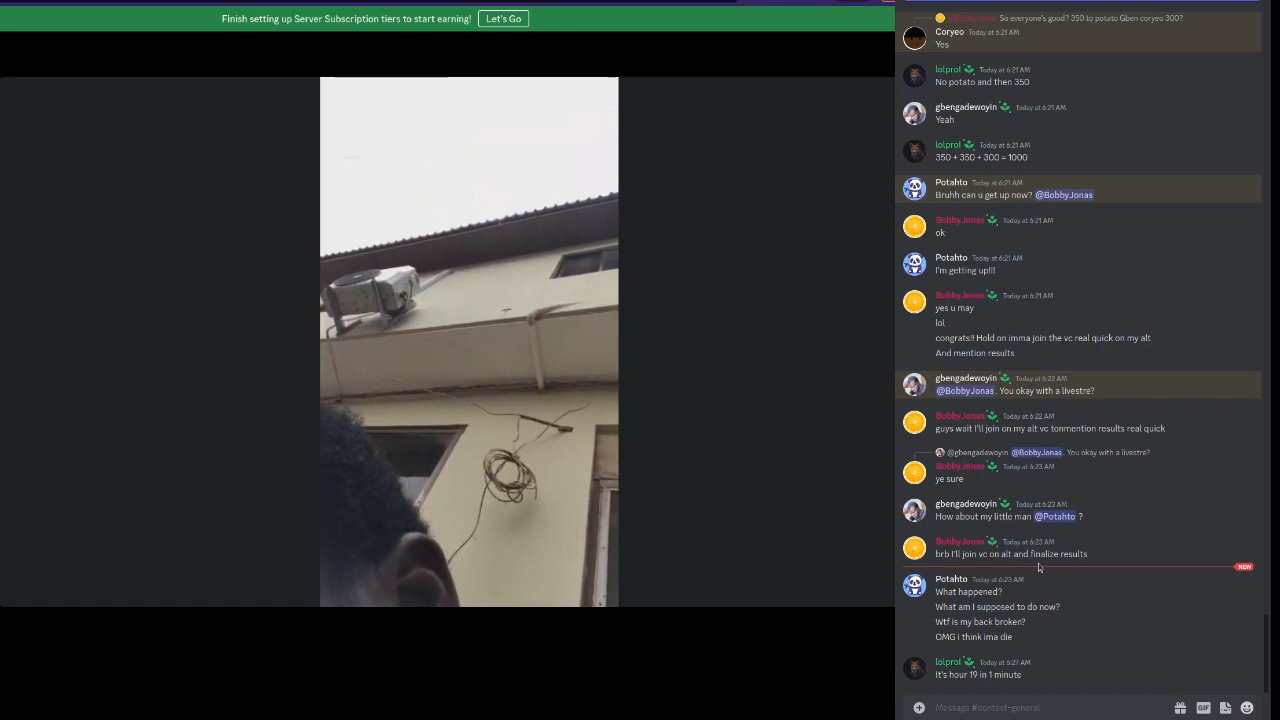 Finish setting up Server Subscription tiers to start earning! Let's Go
@BobbyJonas So everyone's good? 350 to potato Gben coryeo 300?
Coryeo Today at 6:21 AM
Yes
lolprol Today at 6:21 AM
No potato and then 350
gbengadewoyin Today at 6:21 AM
Yeah
lolprol Today at 6:21 AM
350 + 350 + 300 = 1000
Potahto Today at 6:21 AM
Bruhh can u get up now? @BobbyJonas
BobbyJonas Today at 6:21 AM
ok
Potahto Today at 6:21 AM
I'm getting up!!!
BobbyJonas Today at 6:21 AM
yes u may
lol
congrats!! Hold on imma join the vc real quick on my alt
And mention results
gbengadewoyin Today at 6:22 AM
@BobbyJonas. You okay with a livestre?
BobbyJonas Today at 6:22 AM
guys wait I'll join on my alt vc tonmention results real quick
@gbengadewoyin @BobbyJonas. You okay with a livestre?
BobbyJonas Today at 6:23 AM
ye sure
gbengadewoyin Today at 6:23 AM
How about my little man @Potahto ?
BobbyJonas Today at 6:23 AM
brb I'll join vc on alt and finalize results
NEW
Potahto Today at 6:23 AM
What happened?
What am I supposed to do now?
Wtf is my back broken?
OMG i think ima die
lolprol Today at 6:27 AM
It's hour 19 in 1 minute
Message #contest-general
GIF